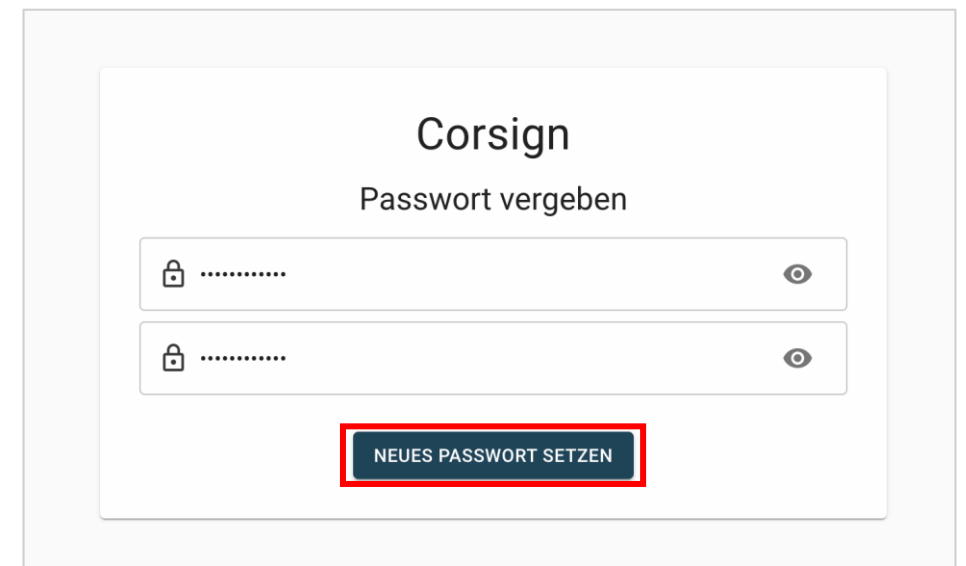 Corsign
Passwort vergeben
••••••••••••
••••••••••••
NEUES PASSWORT SETZEN